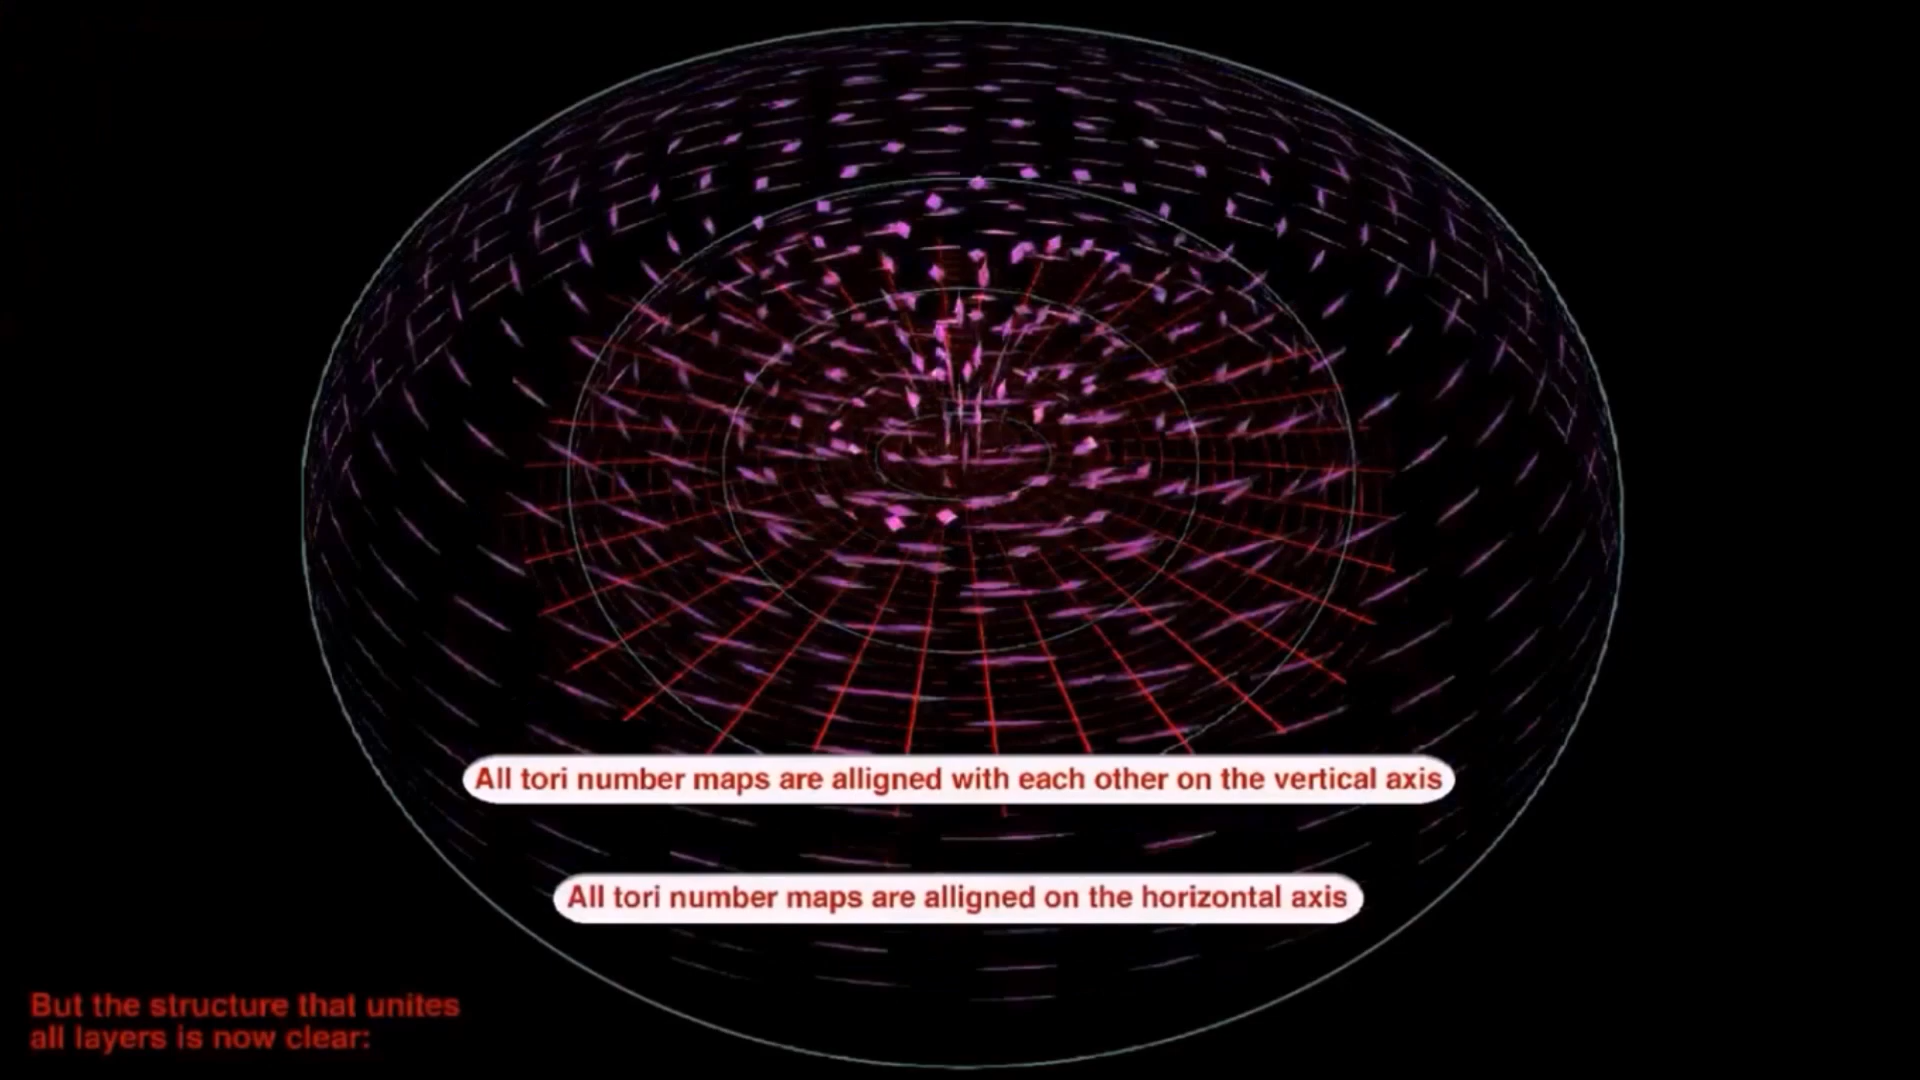 All tori number maps are alligned with each other on the vertical axis
All tori number maps are alligned on the horizontal axis
But the structure that unites
all layers is now clear: